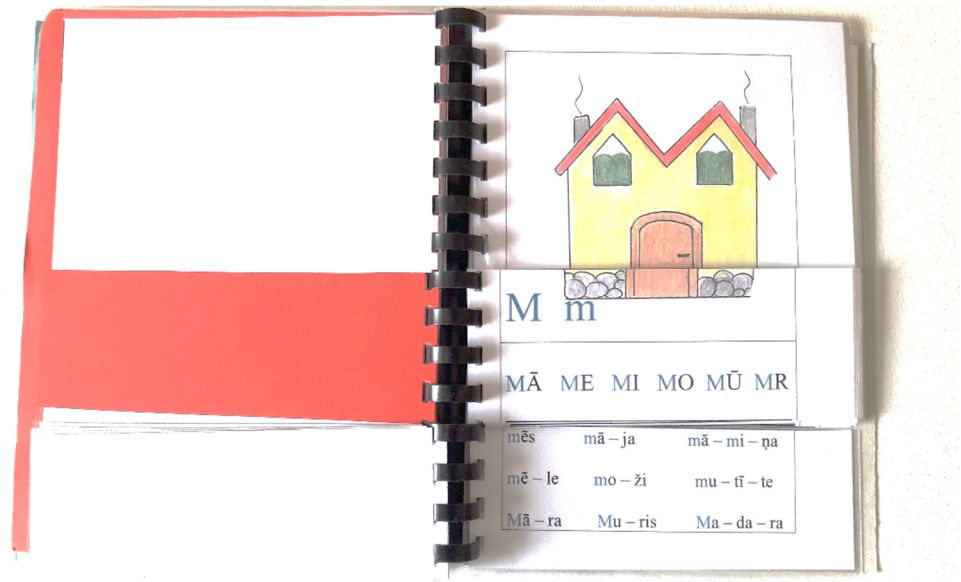 M m
MĀ ME MI MO MŪ MR
mēs mā – ja mā – mi – ņa
mē – le mo – ži mu – tī – te
Mā – ra Mu – ris Ma – da – ra